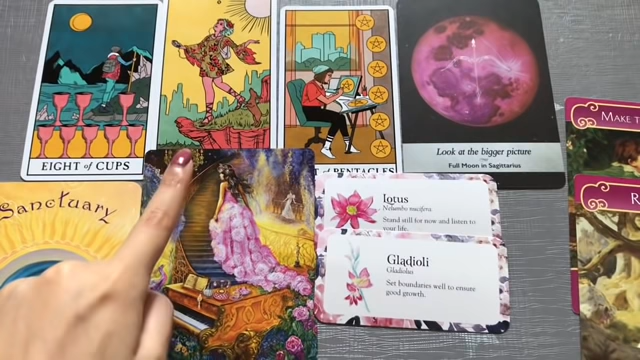 EIGHT of CUPS
T of PENTACLES
Look at the bigger picture
Full Moon in Sagittarius
MAKE T
Sanctuary
Lotus
Nelumbo nucifera
Stand still for now and listen to
your life.
R
Gladioli
Gladiolus
Set boundaries well to ensure
good growth.